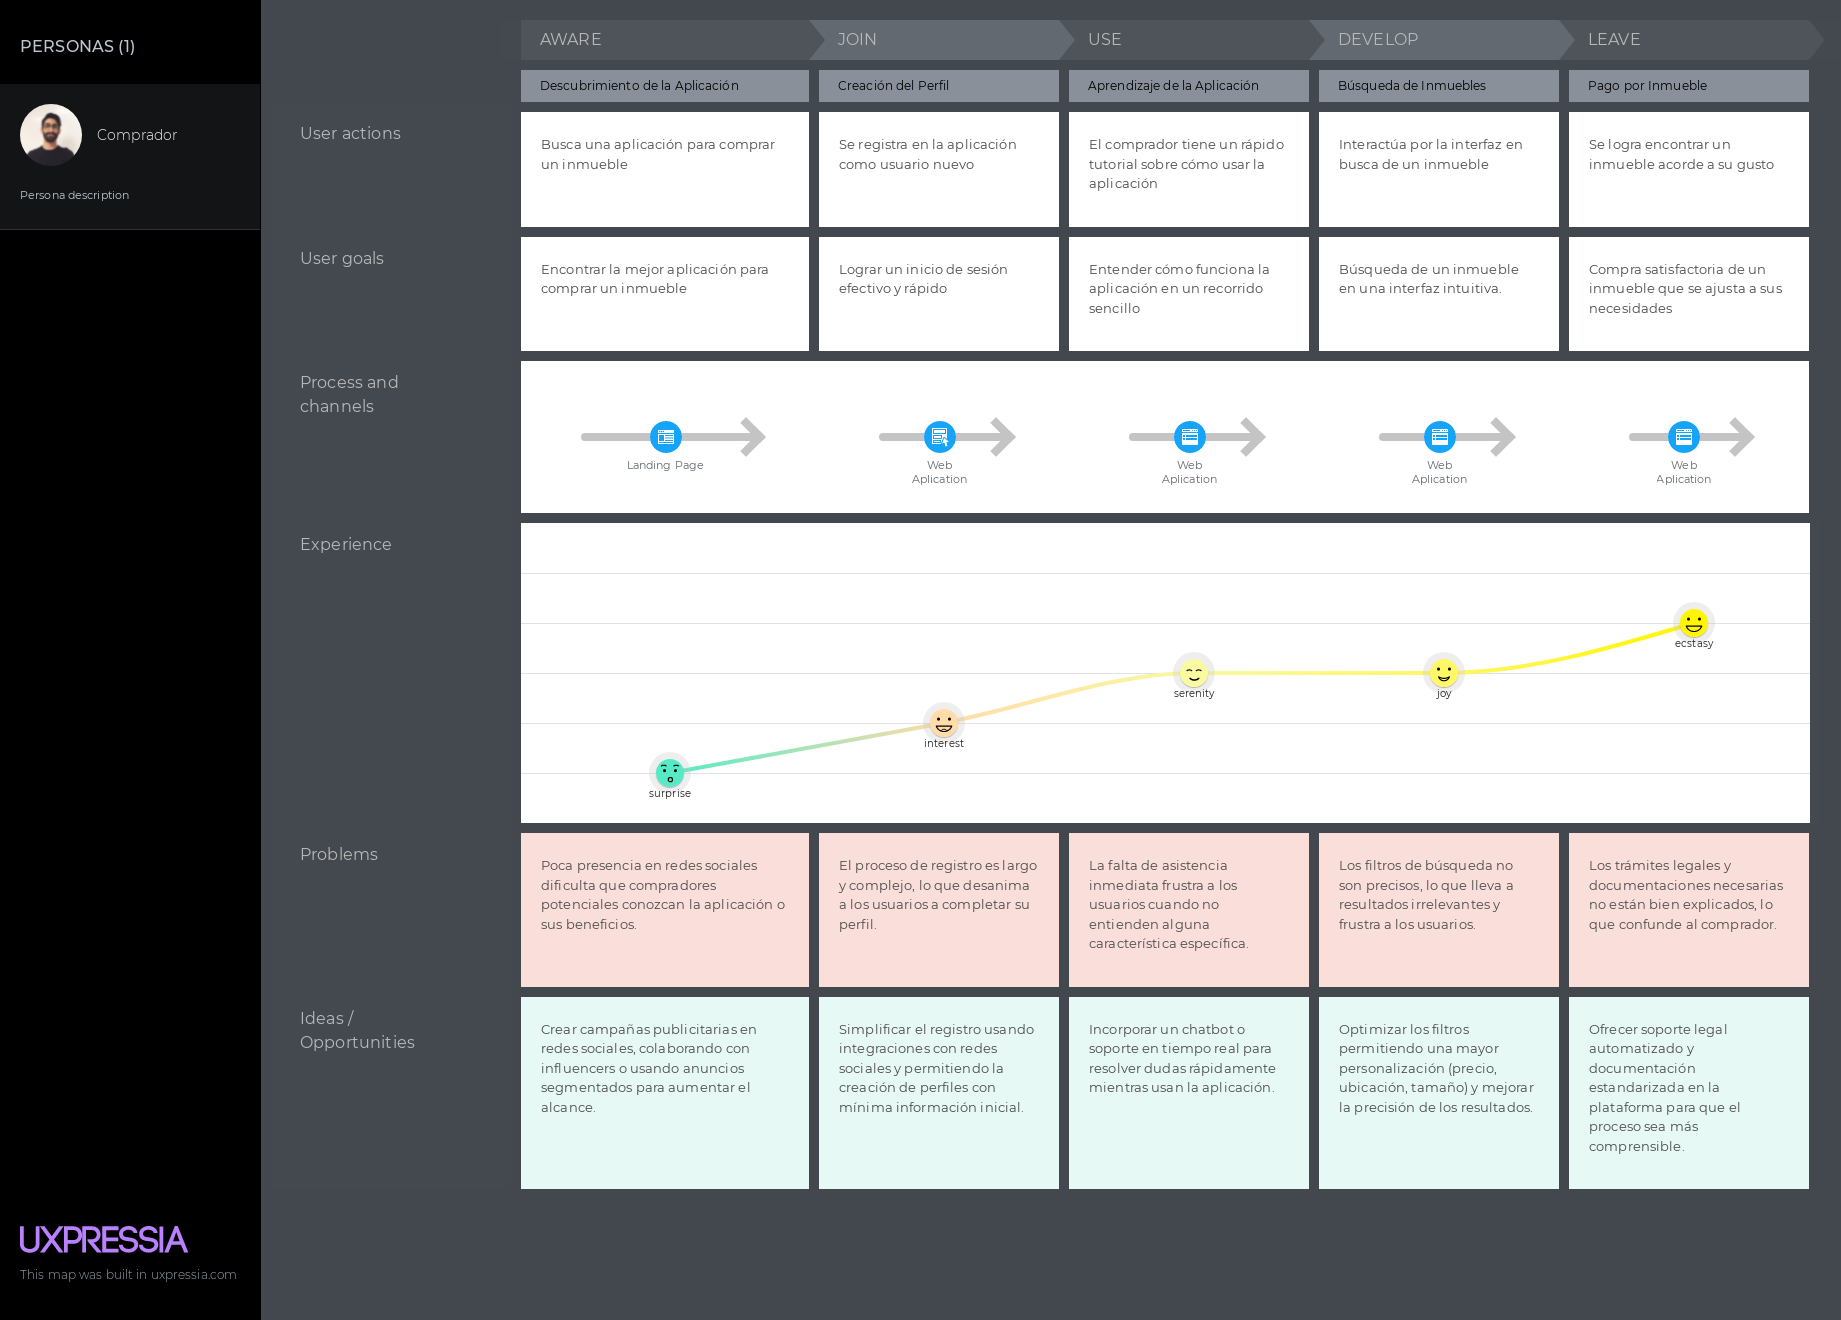 PERSONAS (1)
Comprador
Persona description
AWARE
JOIN
USE
DEVELOP
LEAVE
Descubrimiento de la Aplicación
Creación del Perfil
Aprendizaje de la Aplicación
Búsqueda de Inmuebles
Pago por Inmueble
User actions
Busca una aplicación para comprar
un inmueble
Se registra en la aplicación
como usuario nuevo
El comprador tiene un rápido
tutorial sobre cómo usar la
aplicación
Interactúa por la interfaz en
busca de un inmueble
Se logra encontrar un
inmueble acorde a su gusto
User goals
Encontrar la mejor aplicación para
comprar un inmueble
Lograr un inicio de sesión
efectivo y rápido
Entender cómo funciona la
aplicación en un recorrido
sencillo
Búsqueda de un inmueble
en una interfaz intuitiva.
Compra satisfactoria de un
inmueble que se ajusta a sus
necesidades
Process and
channels
Landing Page
Web
Aplication
Web
Aplication
Web
Aplication
Web
Aplication
Experience
surprise
interest
serenity
joy
ecstasy
Problems
Poca presencia en redes sociales
dificulta que compradores
potenciales conozcan la aplicación o
sus beneficios.
El proceso de registro es largo
y complejo, lo que desanima
a los usuarios a completar su
perfil.
La falta de asistencia
inmediata frustra a los
usuarios cuando no
entienden alguna
característica específica.
Los filtros de búsqueda no
son precisos, lo que lleva a
resultados irrelevantes y
frustra a los usuarios.
Los trámites legales y
documentaciones necesarias
no están bien explicados, lo
que confunde al comprador.
Ideas /
Opportunities
Crear campañas publicitarias en
redes sociales, colaborando con
influencers o usando anuncios
segmentados para aumentar el
alcance.
Simplificar el registro usando
integraciones con redes
sociales y permitiendo la
creación de perfiles con
mínima información inicial.
Incorporar un chatbot o
soporte en tiempo real para
resolver dudas rápidamente
mientras usan la aplicación.
Optimizar los filtros
permitiendo una mayor
personalización (precio,
ubicación, tamaño) y mejorar
la precisión de los resultados.
Ofrecer soporte legal
automatizado y
documentación
estandarizada en la
plataforma para que el
proceso sea más
comprensible.
UXPRESSIA
This map was built in uxpressia.com